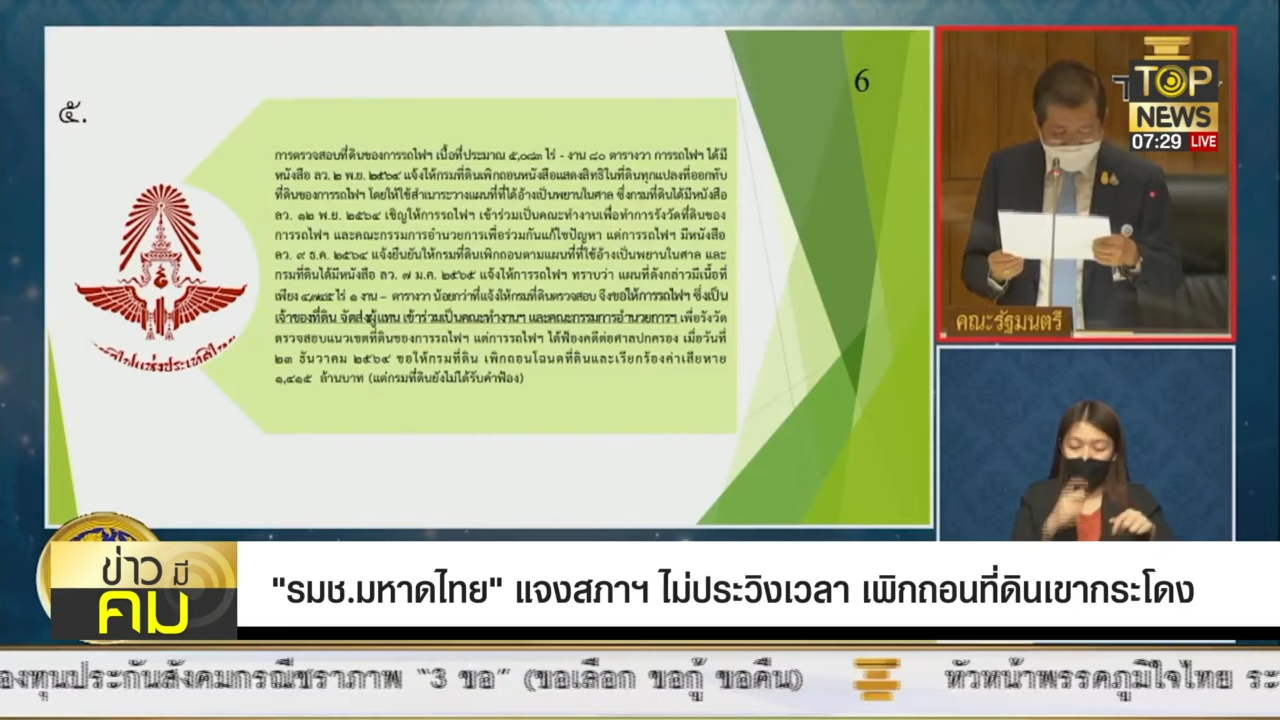 ๕.
6
การตรวจสอบที่ดินของการรถไฟฯ เนื้อที่ประมาณ ๕,๐๘๓ ไร่ - งาน ๘๐ ตารางวา การรถไฟฯ ได้มี
หนังสือ ลว. ๒ พ.ย. ๒๕๖๔ แจ้งให้กรมที่ดินเพิกถอนหนังสือแสดงสิทธิในที่ดินทุกแปลงที่ออกทับ
ที่ดินของการรถไฟฯ โดยให้ใช้สำเนาระวางแผนที่ที่ได้อ้างเป็นพยานในศาล ซึ่งกรมที่ดินได้มีหนังสือ
ลว. ๑๒ พ.ย. ๒๕๖๔ เชิญให้การรถไฟฯ เข้าร่วมเป็นคณะทำงานเพื่อทำการรังวัดที่ดินของ
การรถไฟฯ และคณะกรรมการอำนวยการเพื่อร่วมกันแก้ไขปัญหา แต่การรถไฟฯ มีหนังสือ
ลว. ๙ ธ.ค. ๒๕๖๔ แจ้งยืนยันให้กรมที่ดินเพิกถอนตามแผนที่ที่ใช้อ้างเป็นพยานในศาล และ
กรมที่ดินได้มีหนังสือ ลว. ๗ ม.ค. ๒๕๖๕ แจ้งให้การรถไฟฯ ทราบว่า แผนที่ดังกล่าวมีเนื้อที่
เพียง ไร่ ๑ งาน – ตารางวา น้อยกว่าที่แจ้งให้กรมที่ดินตรวจสอบ จึงขอให้การรถไฟฯ ซึ่งเป็น
เจ้าของที่ดิน จัดส่งผู้แทน เข้าร่วมเป็นคณะทำงานฯ และคณะกรรมการอำนวยการฯ เพื่อรังวัด
ตรวจสอบแนวเขตที่ดินของการรถไฟฯ แต่การรถไฟฯ ได้ฟ้องคดีต่อศาลปกครอง เมื่อวันที่
๒๓ ธันวาคม ๒๕๖๔ ขอให้กรมที่ดิน เพิกถอนโฉนดที่ดินและเรียกร้องค่าเสียหาย
๑,๔๑๕ ล้านบาท (แต่กรมที่ดินยังไม่ได้รับคำฟ้อง)
TOP
NEWS
07:29 LIVE
คณะรัฐมนตรี
ข่าวมี
คม
"รมช.มหาดไทย" แจงสภาฯ ไม่ประวิงเวลา เพิกถอนที่ดินเขากระโดง
องทุนประกันสังคมกรณีชราภาพ "3 ขอ" (ขอเลือก ขอกู้ ขอคืน) หัวหน้าพรรคภูมิใจไทย ระ